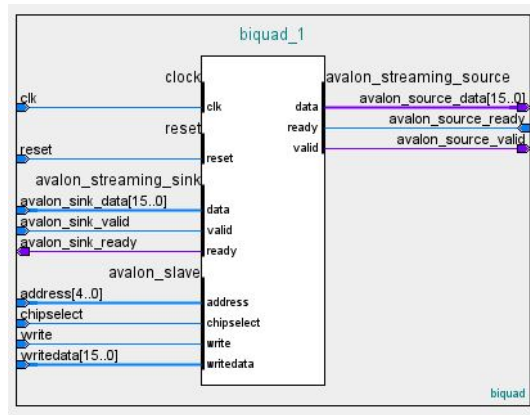 biquad_1
clock
clk
clk
reset
reset
reset
avalon_streaming_sink
avalon_sink_data[15..0]
data
avalon_sink_valid
valid
avalon_sink_ready
ready
avalon_slave
address[4..0]
address
chipselect
chipselect
write
write
writedata[15..0]
writedata
avalon_streaming_source
data
avalon_source_data[15..0]
ready
avalon_source_ready
valid
avalon_source_valid
biquad